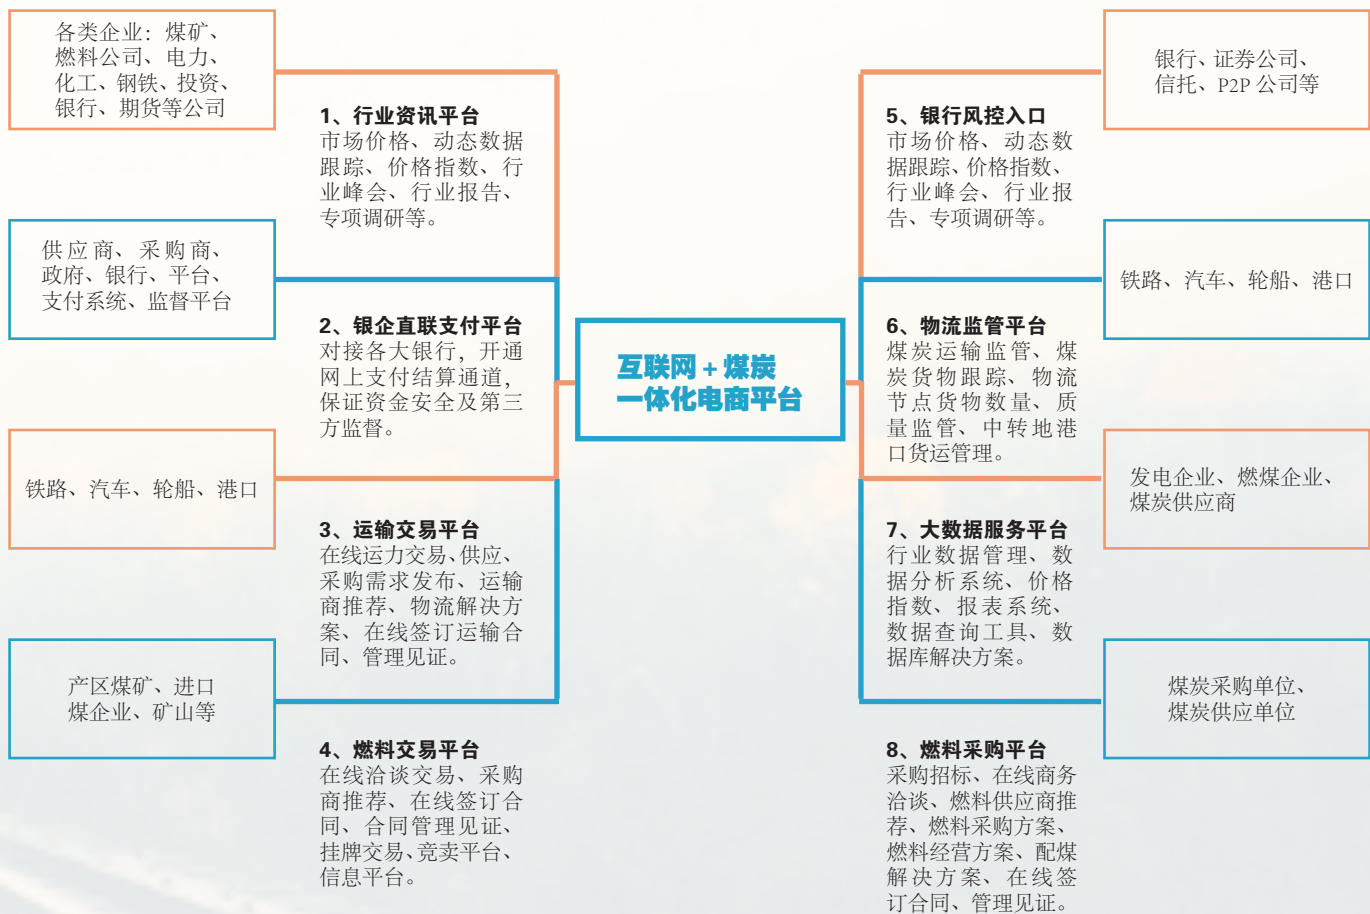 各类企业：煤矿、
燃料公司、电力、
化工、钢铁、投资、
银行、期货等公司
1、行业资讯平台
市场价格、动态数据
跟踪、价格指数、行
业峰会、行业报告、
专项调研等。
供应商、采购商、
政府、银行、平台、
支付系统、监督平台
2、银企直联支付平台
对接各大银行，开通
网上支付结算通道，
保证资金安全及第三
方监督。
铁路、汽车、轮船、港口
3、运输交易平台
在线运力交易、供应、
采购需求发布、运输
商推荐、物流解决方
案、在线签订运输合
同、管理见证。
产区煤矿、进口
煤企业、矿山等
4、燃料交易平台
在线洽谈交易、采购
商推荐、在线签订合
同、合同管理见证、
挂牌交易、竞卖平台、
信息平台。
互联网+煤炭
一体化电商平台
银行、证券公司、
信托、P2P 公司等
5、银行风控入口
市场价格、动态数
据跟踪、价格指数、
行业峰会、行业报
告、专项调研等。
铁路、汽车、轮船、港口
6、物流监管平台
煤炭运输监管、煤
炭货物跟踪、物流
节点货物数量、质
量监管、中转地港
口货运管理。
发电企业、燃煤企业、
煤炭供应商
7、大数据服务平台
行业数据管理、数
据分析系统、价格
指数、报表系统、
数据查询工具、数
据库解决方案。
煤炭采购单位、
煤炭供应单位
8、燃料采购平台
采购招标、在线商务
洽谈、燃料供应商推
荐、燃料采购方案、
燃料经营方案、配煤
解决方案、在线签
订合同、管理见证。